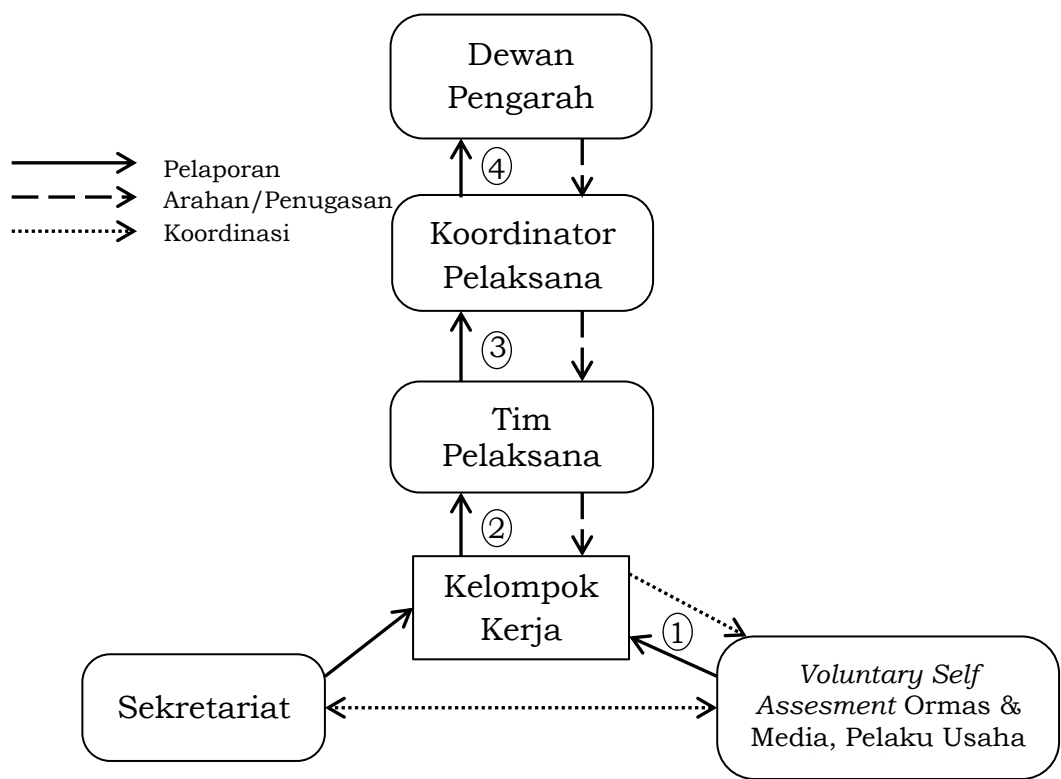 Dewan
Pengarah
Pelaporan
Arahan/Penugasan
Koordinasi
④
Koordinator
Pelaksana
③
Tim
Pelaksana
②
Kelompok
Kerja
①
Sekretariat
Voluntary Self
Assesment Ormas &
Media, Pelaku Usaha